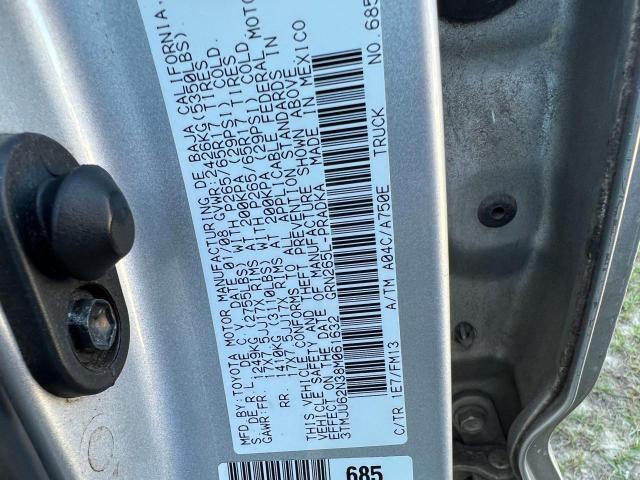 MFD.BY:TOYOTA MOTOR MANUFACTURING DE BAJA CALIFORNIA.
S.DE R.L DE C.V DATE:01/08 GVWR:2426KG(5350LBS)
GAWR:FR. 1249KG (2755LBS) WITH P265/65R17 TIRES
17X7.5JJ RIMS AT 200KPA (29PSI) COLD.
RR. 1410KG (3110LBS) WITH P265/65R17 TIRES
17X7.5JJ RIMS AT 200KPA (29PSI) COLD. MOTOR
THIS VEHICLE CONFORMS TO ALL APPLICABLE FEDERAL
VEHICLE SAFETY AND THEFT PREVENTION STANDARDS IN
EFFECT ON THE DATE OF MANUFACTURE SHOWN ABOVE.
3TMJU62N38M061632 GRN265L-PRADKA MADE IN MEXICO
C/TR 1E7/FM13 A/TM A04C/A750E TRUCK NO.685
685